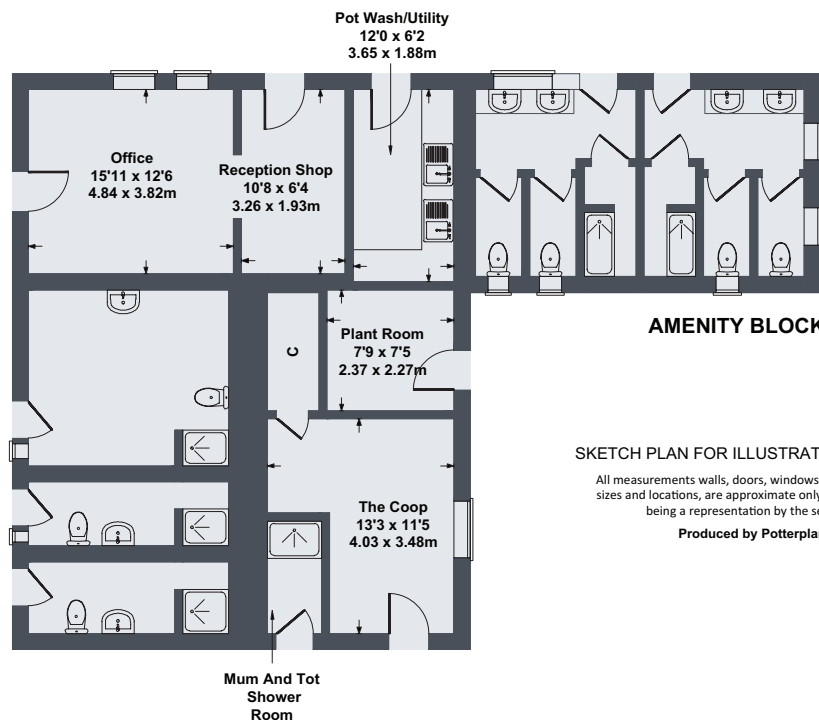 Pot Wash/Utility
12'0 x 6'2
3.65 x 1.88m
Office
15'11 x 12'6
4.84 x 3.82m
Reception Shop
10'8 x 6'4
3.26 x 1.93m
Plant Room
7'9 x 7'5
2.37 x 2.27m
C
The Coop
13'3 x 11'5
4.03 x 3.48m
Mum And Tot
Shower
Room
AMENITY BLOCK
SKETCH PLAN FOR ILLUSTRAT
All measurements walls, doors, windows
sizes and locations, are approximate only
being a representation by the se
Produced by Potterplan